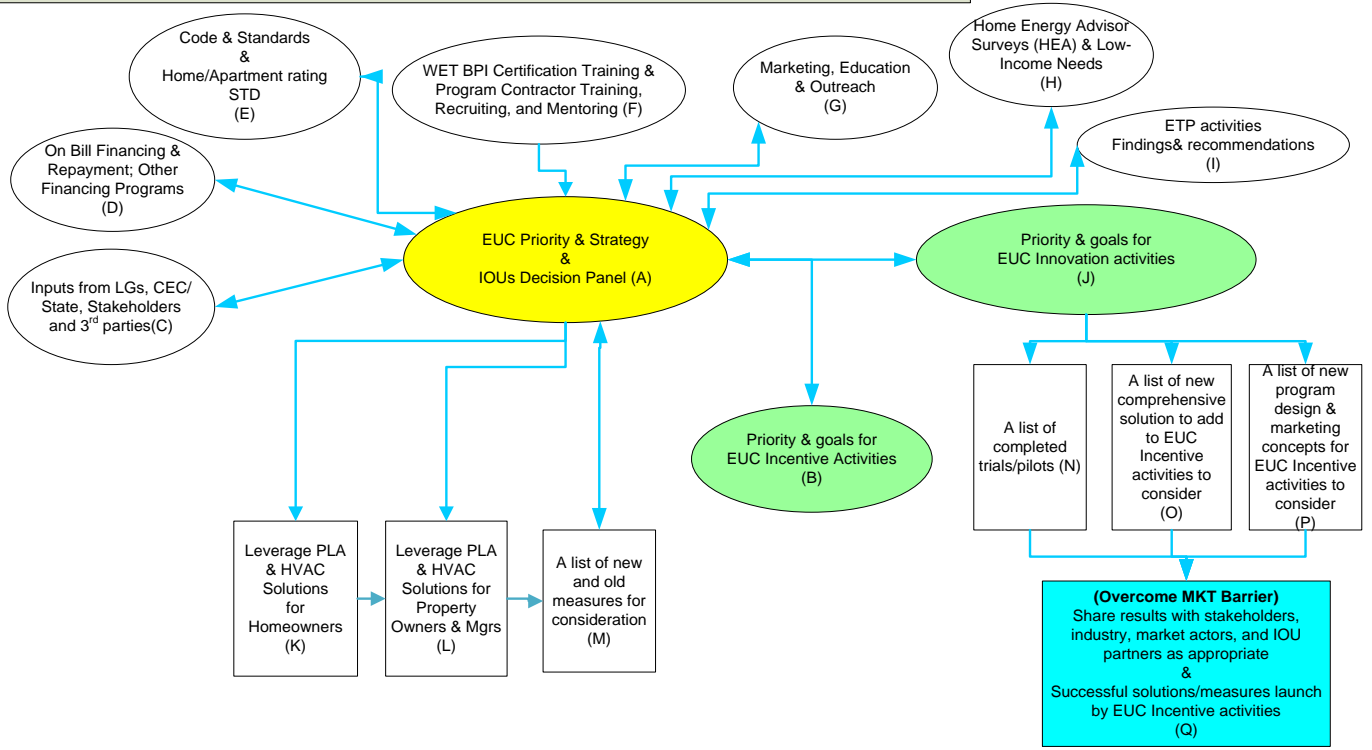 Code & Standards
&
Home/Apartment rating
STD
(E)
WET BPI Certification Training &
Program Contractor Training,
Recruiting, and Mentoring (F)
Marketing, Education
& Outreach
(G)
Home Energy Advisor
Surveys (HEA) & Low-
Income Needs
(H)
ETP activities
Findings& recommendations
(I)
On Bill Financing &
Repayment; Other
Financing Programs
(D)
Inputs from LGs, CEC/
State, Stakeholders
and 3rd parties(C)
EUC Priority & Strategy
&
IOUs Decision Panel (A)
Priority & goals for
EUC Innovation activities
(J)
Priority & goals for
EUC Incentive Activities
(B)
A list of
completed
trials/pilots (N)
A list of new
comprehensive
solution to add
to EUC
Incentive
activities to
consider
(O)
A list of new
program
design &
marketing
concepts for
EUC Incentive
activities to
consider
(P)
Leverage PLA
& HVAC
Solutions
for
Homeowners
(K)
Leverage PLA
& HVAC
Solutions for
Property
Owners & Mgrs
(L)
A list of new
and old
measures for
consideration
(M)
(Overcome MKT Barrier)
Share results with stakeholders,
industry, market actors, and IOU
partners as appropriate
&
Successful solutions/measures launch
by EUC Incentive activities
(Q)